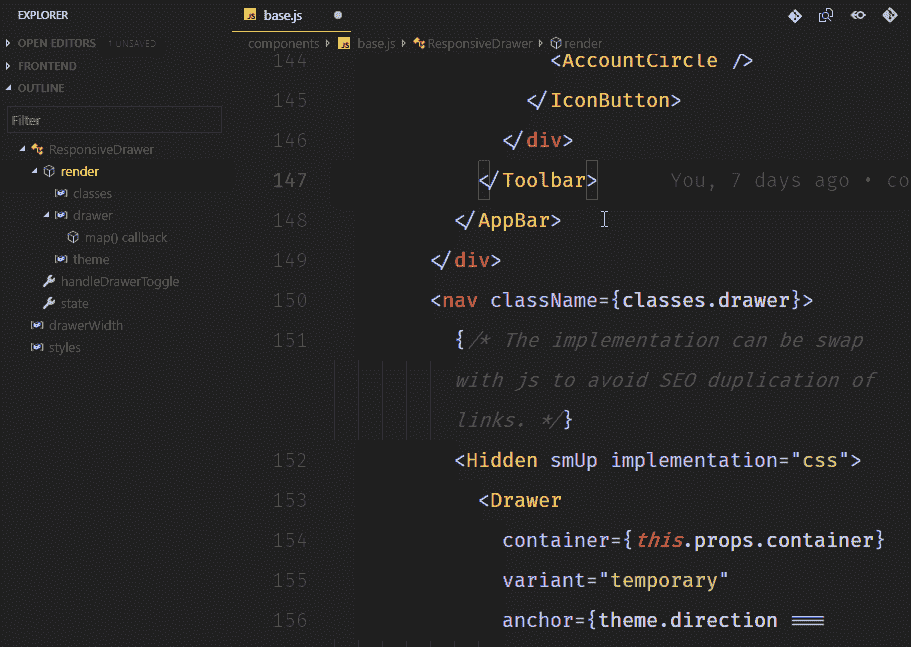 EXPLORER
OPEN EDITORS 1 UNSAVED
FRONTEND
OUTLINE
Filter
ResponsiveDrawer
render
classes
drawer
map() callback
theme
handleDrawerToggle
state
drawerWidth
styles
JS base.js
components JS base.js ResponsiveDrawer render
144 <AccountCircle />
145 </IconButton>
146 </div>
147 </Toolbar> You, 7 days ago • co
148 </AppBar>
149 </div>
150 <nav className={classes.drawer}>
151 {/* The implementation can be swap
with js to avoid SEO duplication of
links. */}
152 <Hidden smUp implementation="css">
153 <Drawer
154 container={this.props.container}
155 variant="temporary"
156 anchor={theme.direction ===